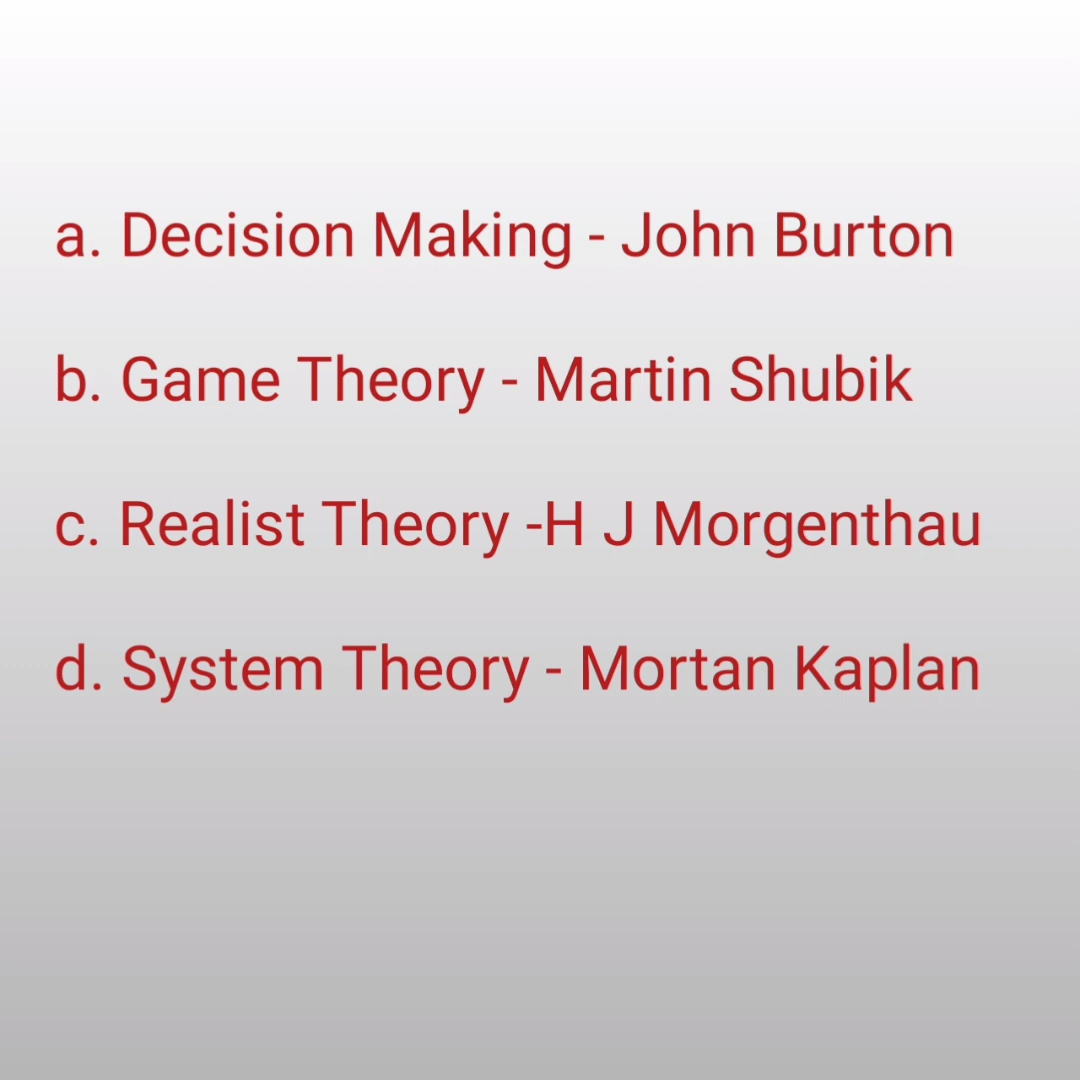 a. Decision Making - John Burton
b. Game Theory - Martin Shubik
c. Realist Theory -H J Morgenthau
d. System Theory - Mortan Kaplan